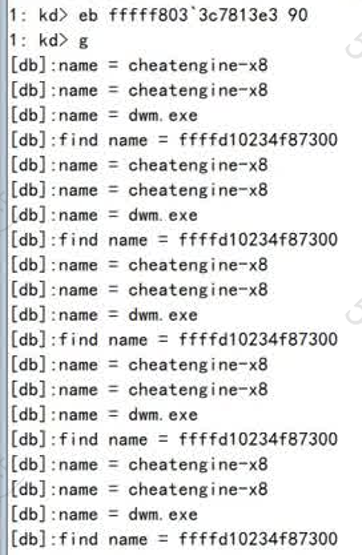 1: kd> eb fffff803`3c7813e3 90
1: kd> g
[db]:name = cheatengine-x8
[db]:name = cheatengine-x8
[db]:name = dwm.exe
[db]:find name = ffffd10234f87300
[db]:name = cheatengine-x8
[db]:name = cheatengine-x8
[db]:name = dwm.exe
[db]:find name = ffffd10234f87300
[db]:name = cheatengine-x8
[db]:name = cheatengine-x8
[db]:name = dwm.exe
[db]:find name = ffffd10234f87300
[db]:name = cheatengine-x8
[db]:name = cheatengine-x8
[db]:name = dwm.exe
[db]:find name = ffffd10234f87300
[db]:name = cheatengine-x8
[db]:name = cheatengine-x8
[db]:name = dwm.exe
[db]:find name = ffffd10234f87300